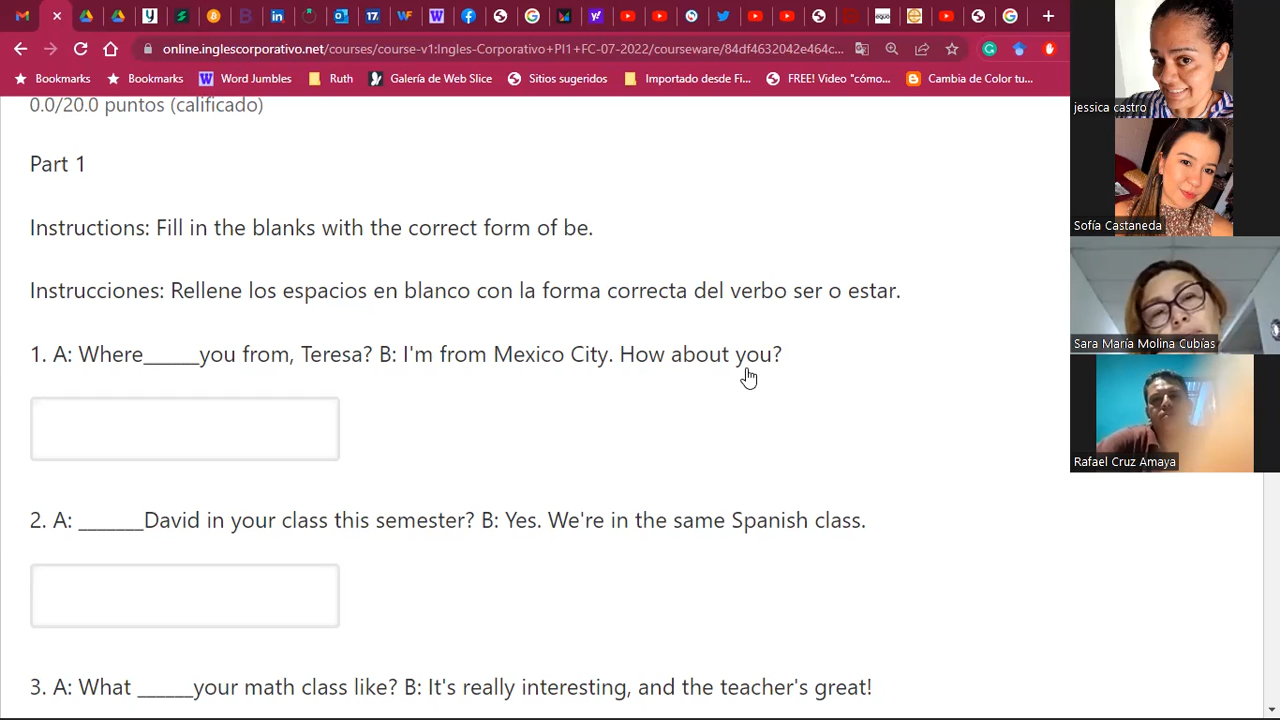 online.inglescorporativo.net/courses/course-v1:Ingles-Corporativo+PI1+FC-07-2022/courseware/84df4632042e464c...
Bookmarks Bookmarks Word Jumbles Ruth Galería de Web Slice Sitios sugeridos Importado desde Fi... FREE! Video "cómo... Cambia de Color tu...
0.0/20.0 puntos (calificado)
Part 1
Instructions: Fill in the blanks with the correct form of be.
Instrucciones: Rellene los espacios en blanco con la forma correcta del verbo ser o estar.
1. A: Where______you from, Teresa? B: I'm from Mexico City. How about you?
2. A: _______David in your class this semester? B: Yes. We're in the same Spanish class.
3. A: What ______your math class like? B: It's really interesting, and the teacher's great!
jessica castro
Sofía Castaneda
Sara María Molina Cubías
Rafael Cruz Amaya